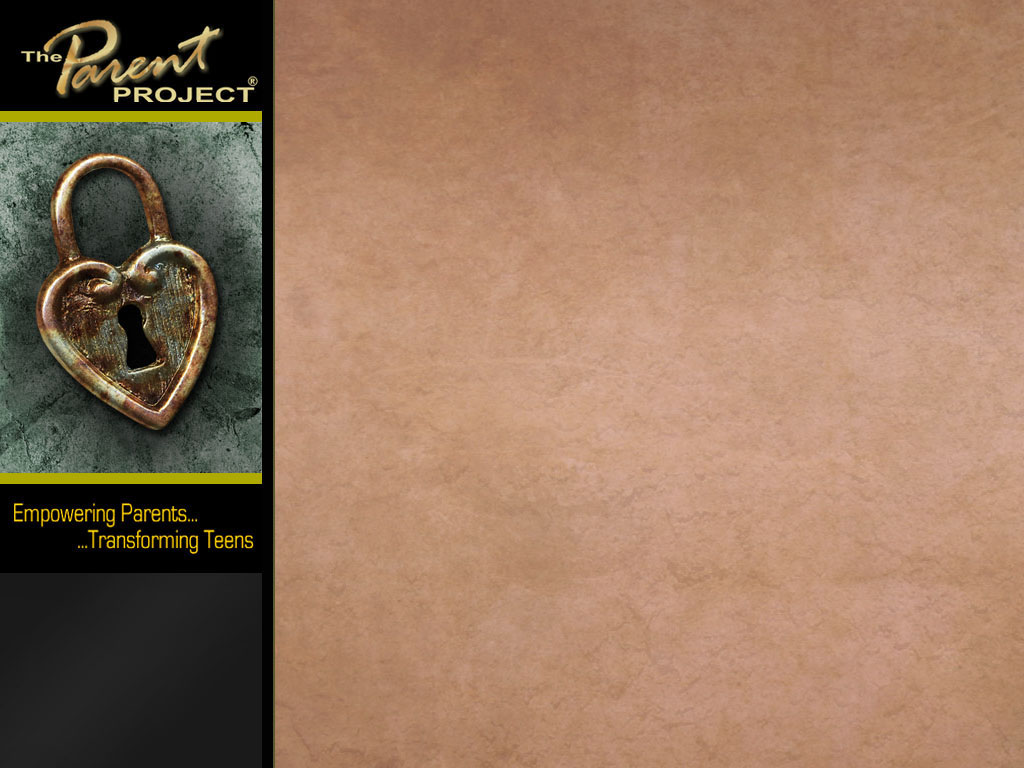 The Parent
PROJECT®
Empowering Parents...
...Transforming Teens